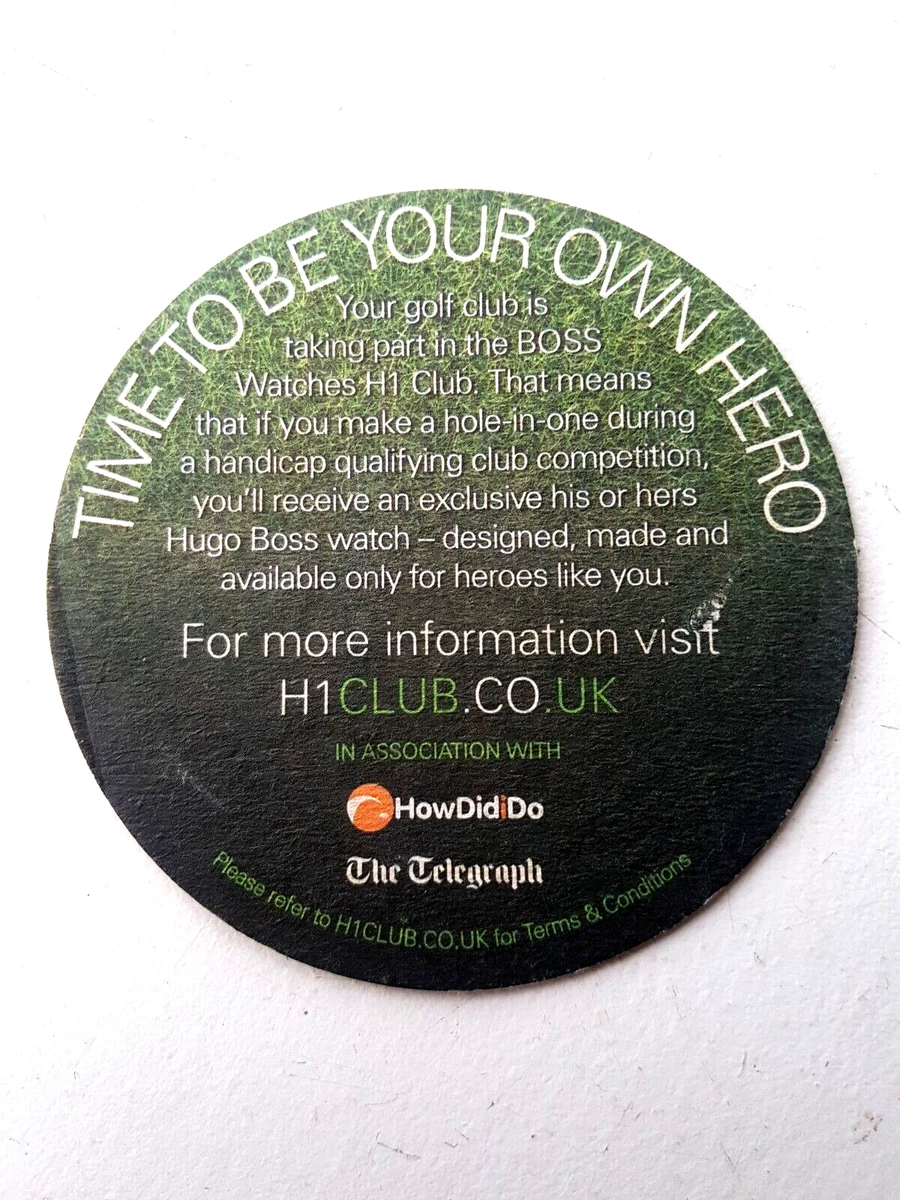 TIME TO BE YOUR OWN HERO
Your golf club is
taking part in the BOSS
Watches H1 Club. That means
that if you make a hole-in-one during
a handicap qualifying club competition,
you'll receive an exclusive his or hers
Hugo Boss watch – designed, made and
available only for heroes like you.
For more information visit
H1CLUB.CO.UK
IN ASSOCIATION WITH
HowDidiDo
The Telegraph
Please refer to H1CLUB.CO.UK for Terms & Conditions